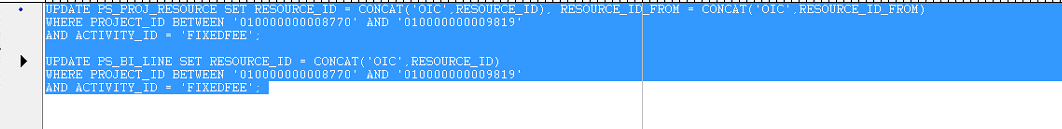 UPDATE PS_PROJ_RESOURCE SET RESOURCE_ID = CONCAT('OIC',RESOURCE_ID), RESOURCE_ID_FROM = CONCAT('OIC',RESOURCE_ID_FROM)
WHERE PROJECT_ID BETWEEN '010000000008770' AND '010000000009819'
AND ACTIVITY_ID = 'FIXEDFEE';
UPDATE PS_BI_LINE SET RESOURCE_ID = CONCAT('OIC',RESOURCE_ID)
WHERE PROJECT_ID BETWEEN '010000000008770' AND '010000000009819'
AND ACTIVITY_ID = 'FIXEDFEE';